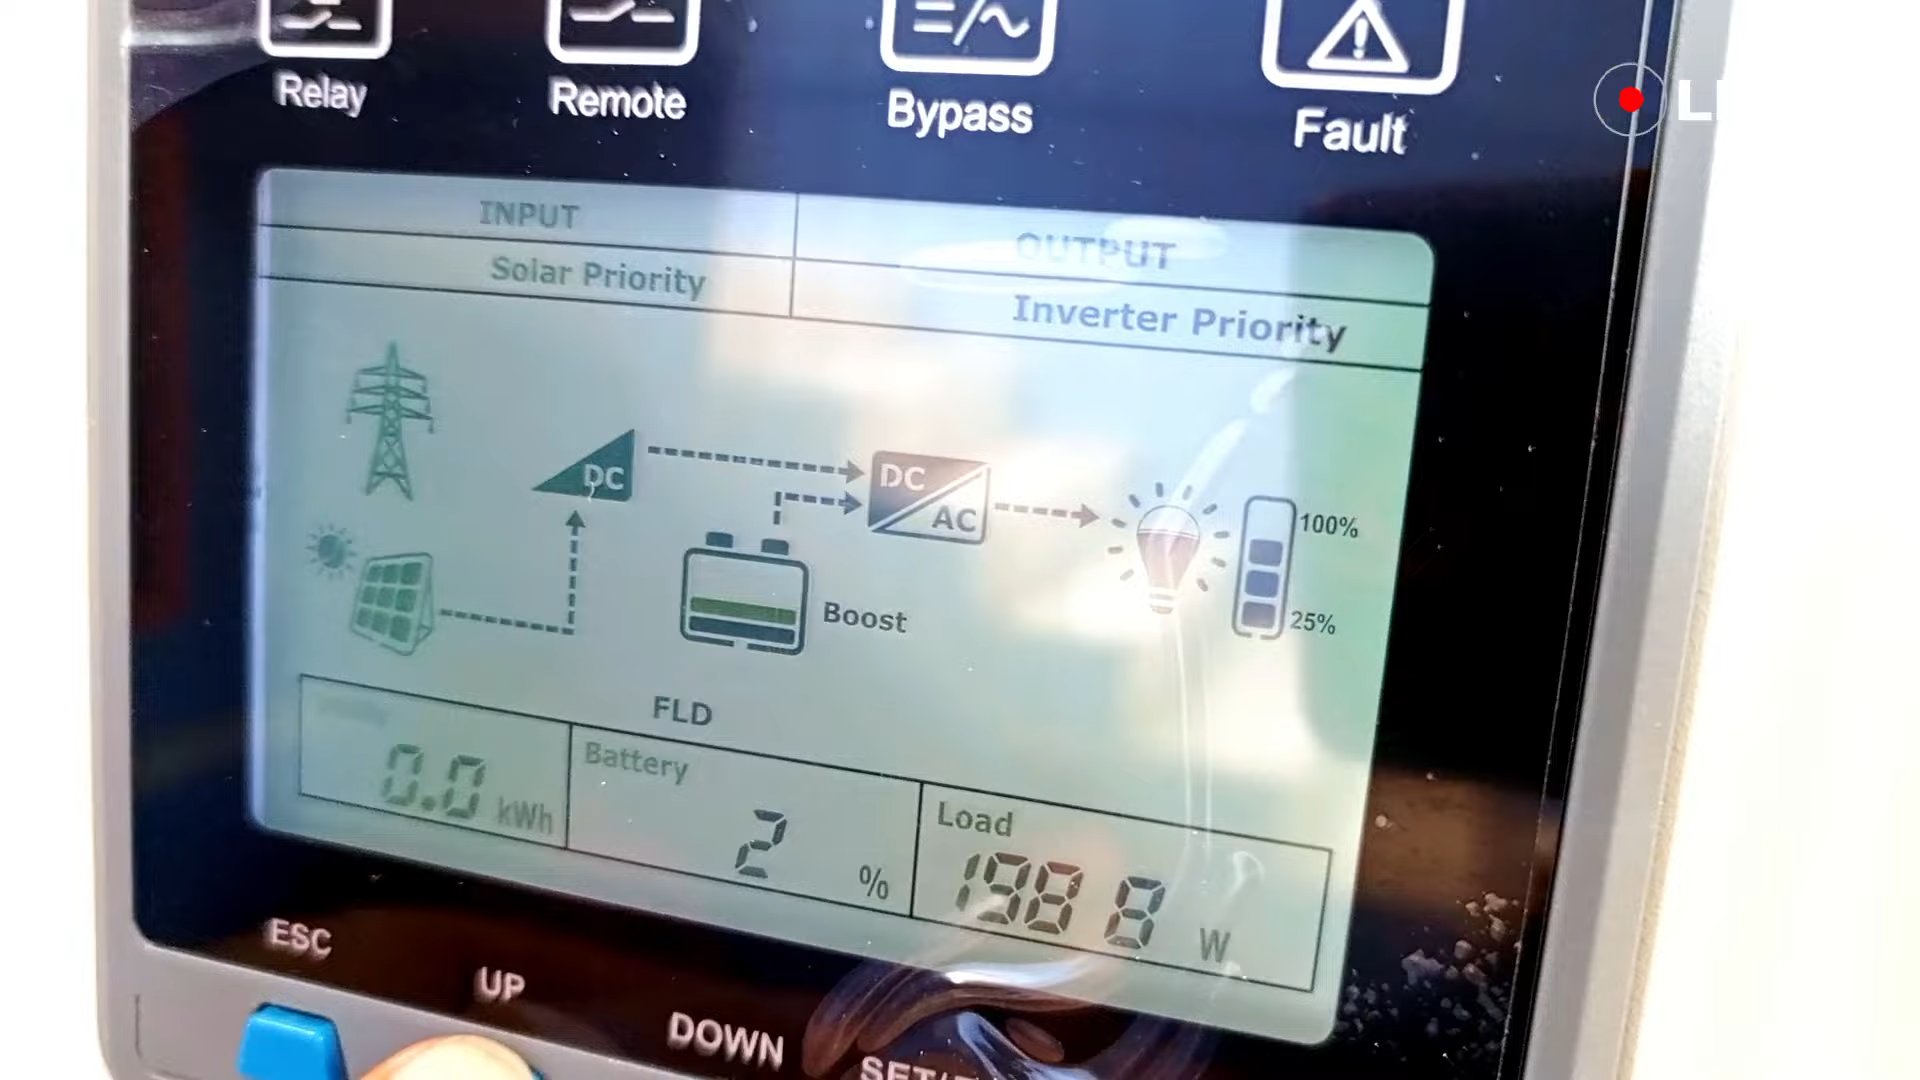 Relay
Remote
Bypass
Fault
INPUT
OUTPUT
Solar Priority
Inverter Priority
DC
DC
AC
100%
25%
Boost
FLD
0.0 kWh
Battery
2 %
Load
1988 W
ESC
UP
DOWN